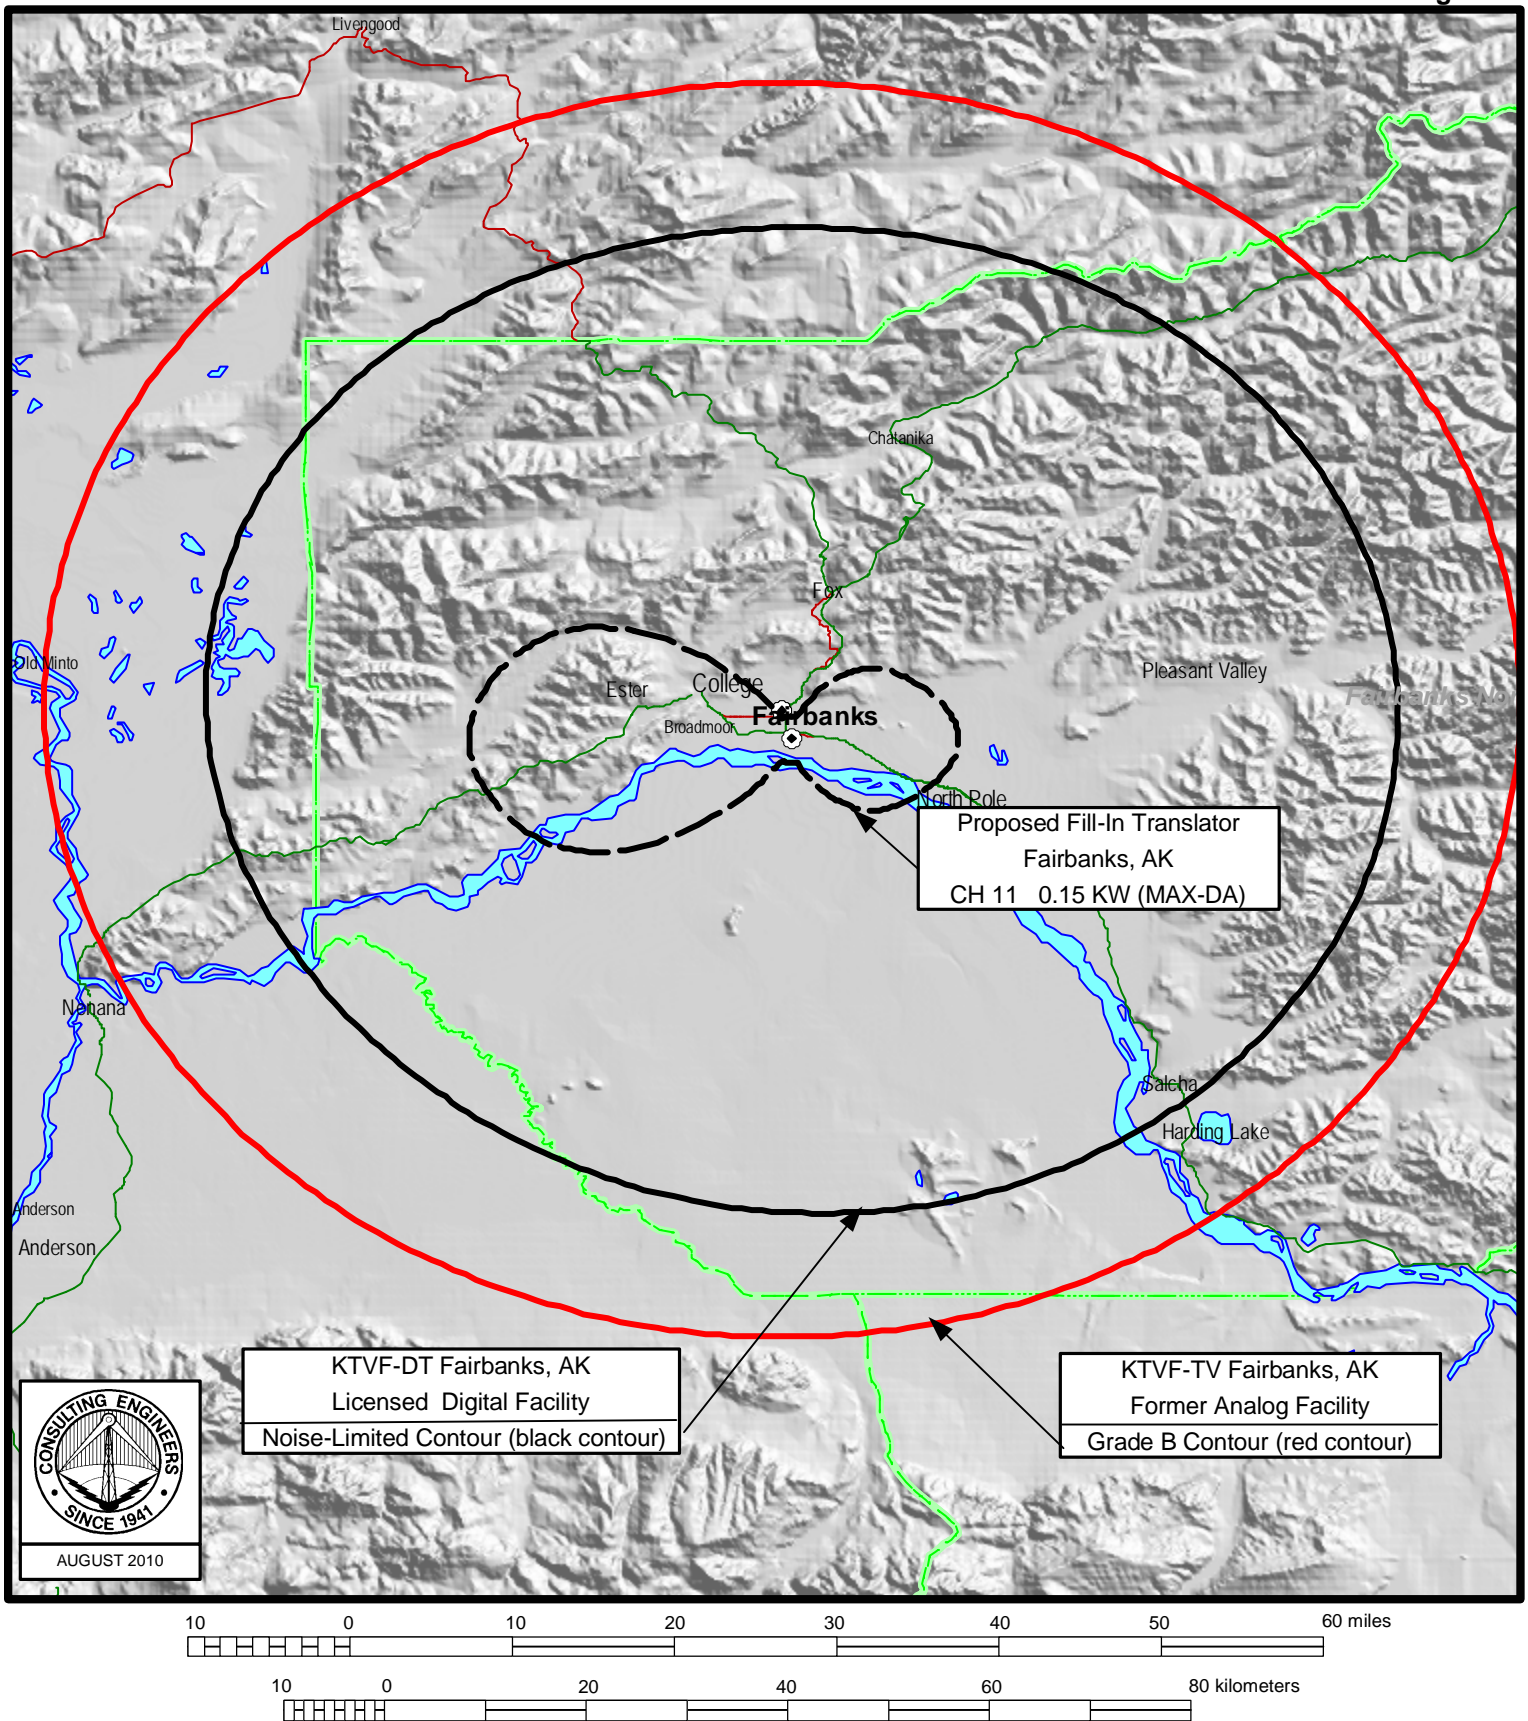 Livengood
Chatanika
Fox
Old Minto
Pleasant Valley
College
Ester
Fairbanks
Broadmoor
North Pole
Proposed Fill-In Translator
Fairbanks, AK
CH 11 0.15 KW (MAX-DA)
Nenana
Salcha
Harding Lake
Anderson
Anderson
KTVF-DT Fairbanks, AK
Licensed Digital Facility
Noise-Limited Contour (black contour)
KTVF-TV Fairbanks, AK
Former Analog Facility
Grade B Contour (red contour)
CONSULTING ENGINEERS
• SINCE 1941 •
AUGUST 2010
10 0 10 20 30 40 50 60 miles
10 0 20 40 60 80 kilometers